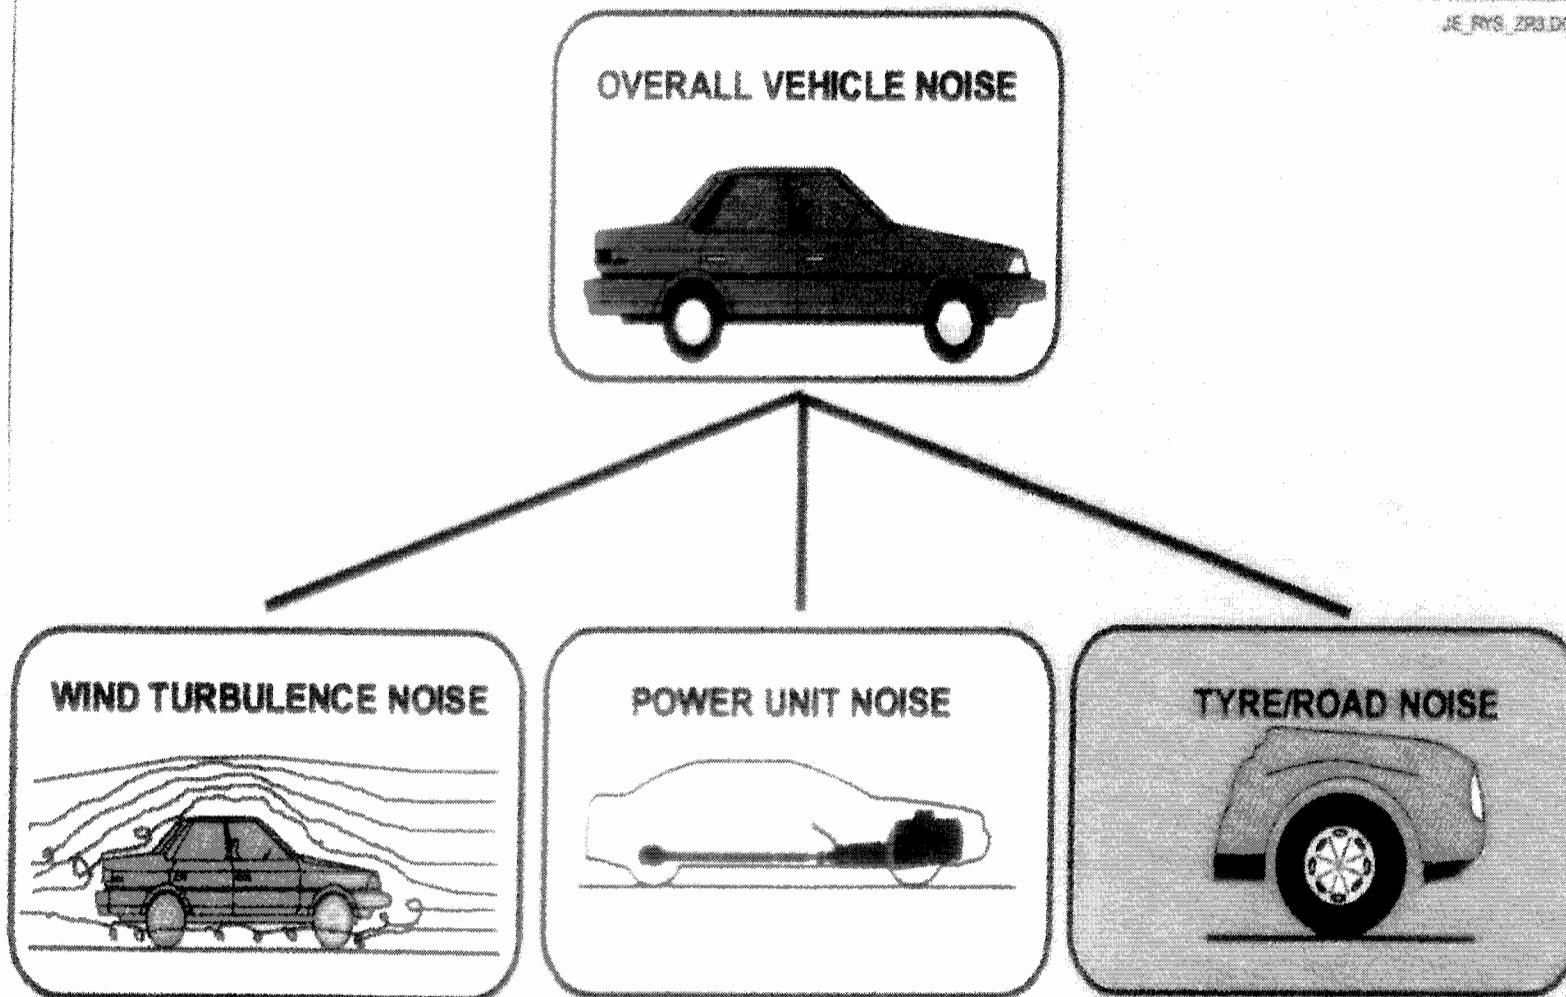 OVERALL VEHICLE NOISE
WIND TURBULENCE NOISE
POWER UNIT NOISE
TYRE/ROAD NOISE